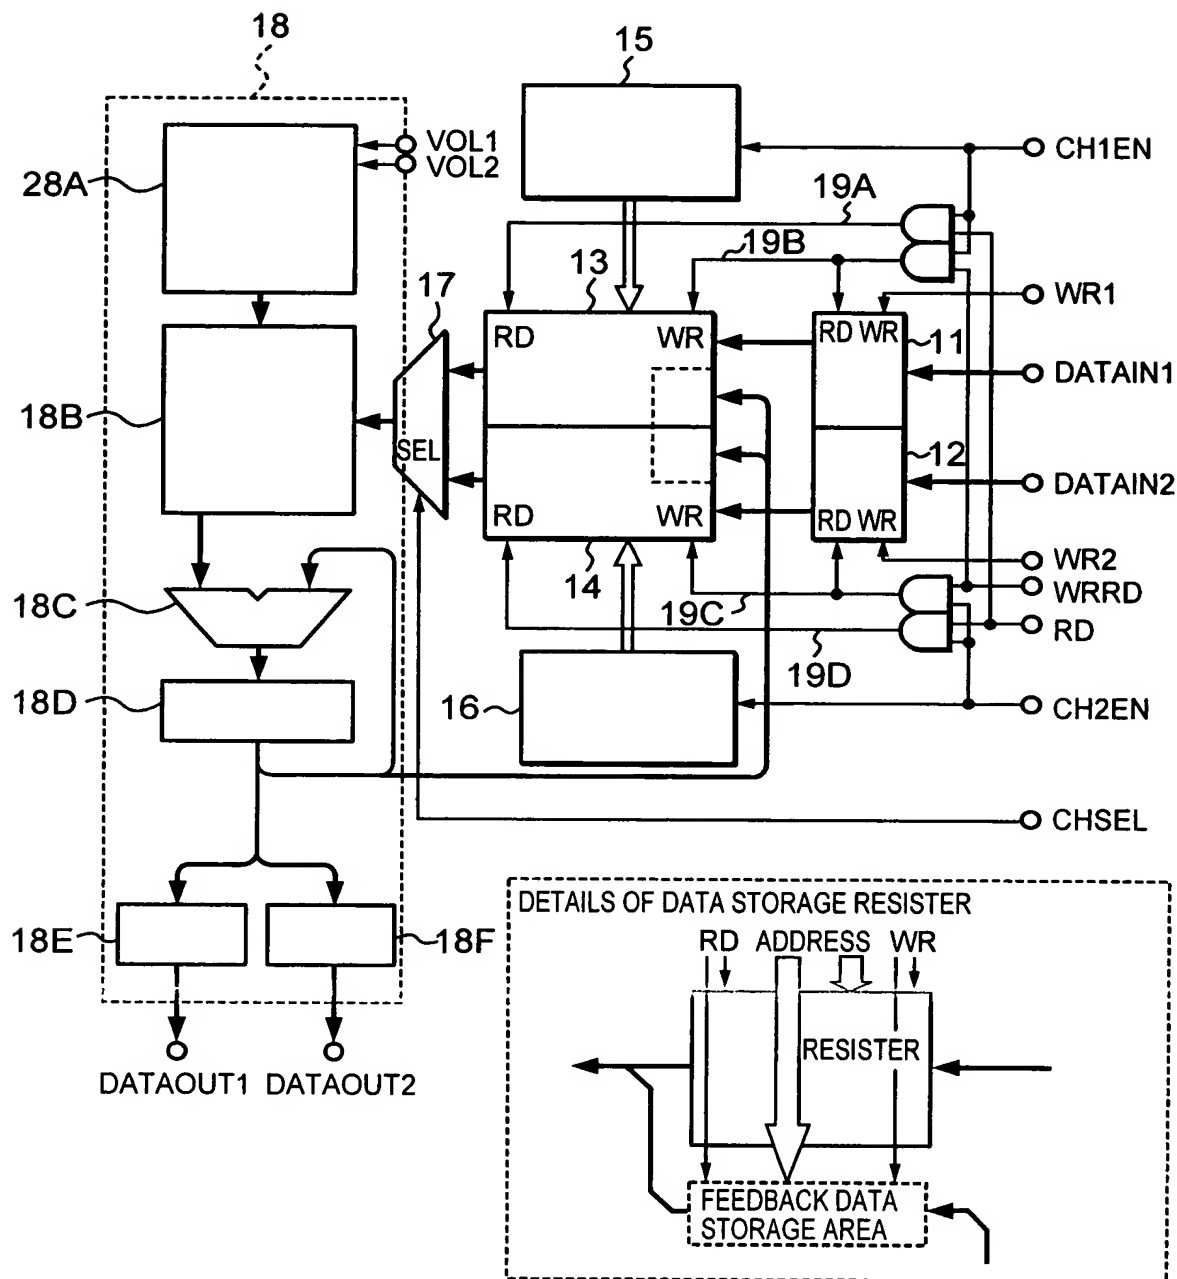 18
15
VOL1
VOL2
CH1EN
28A
19A
19B
WR1
13
17
RD
WR
RD WR
11
DATAIN1
18B
SEL
12
DATAIN2
RD
WR
RD WR
WR2
14
WRRD
18C
19C
RD
19D
18D
16
CH2EN
CHSEL
DETAILS OF DATA STORAGE RESISTER
18E
18F
RD ADDRESS WR
RESISTER
DATAOUT1 DATAOUT2
FEEDBACK DATA
STORAGE AREA